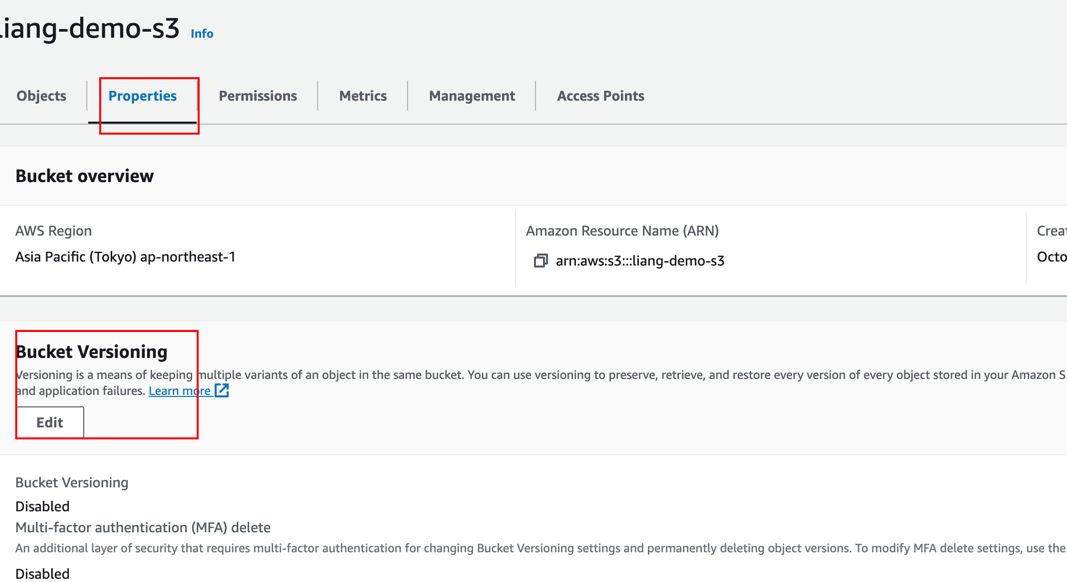 liang-demo-s3 Info
Objects Properties Permissions Metrics Management Access Points
Bucket overview
AWS Region
Asia Pacific (Tokyo) ap-northeast-1
Amazon Resource Name (ARN)
arn:aws:s3:::liang-demo-s3
Creat
Octo
Bucket Versioning
Versioning is a means of keeping multiple variants of an object in the same bucket. You can use versioning to preserve, retrieve, and restore every version of every object stored in your Amazon S
and application failures. Learn more
Edit
Bucket Versioning
Disabled
Multi-factor authentication (MFA) delete
An additional layer of security that requires multi-factor authentication for changing Bucket Versioning settings and permanently deleting object versions. To modify MFA delete settings, use the
Disabled